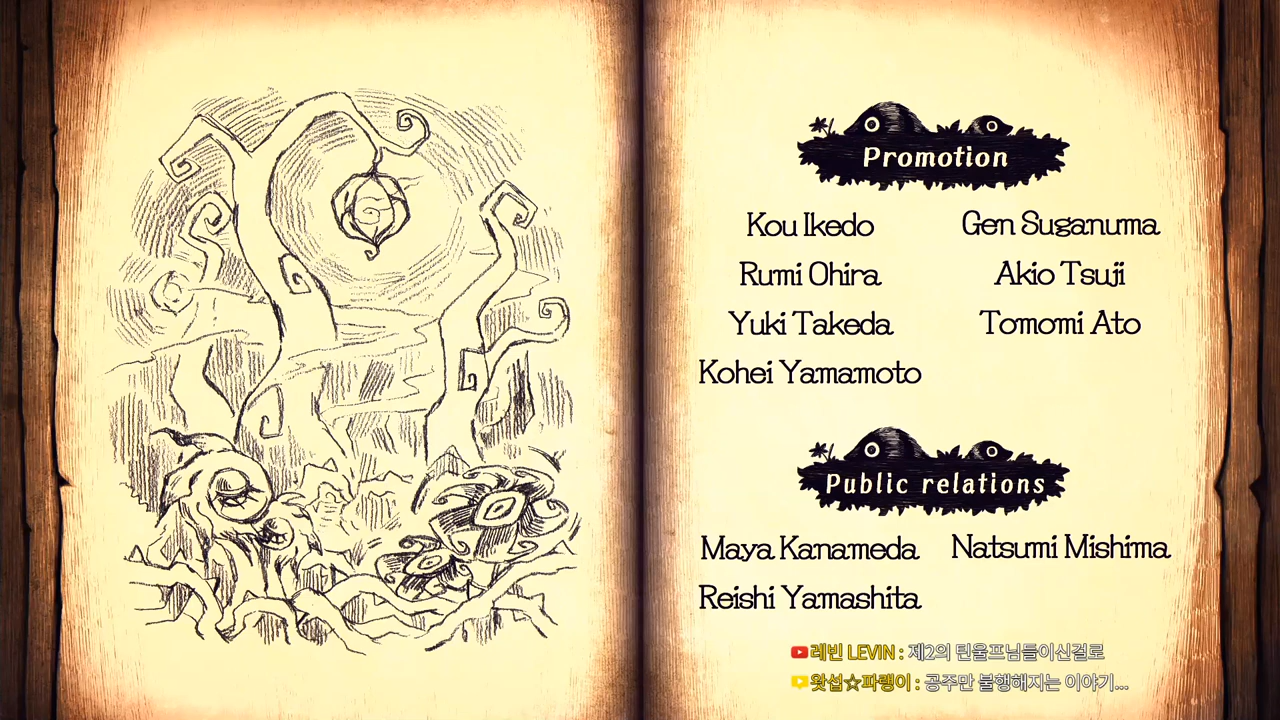 Promotion
Kou Ikedo Gen Suganuma
Rumi Ohira Akio Tsuji
Yuki Takeda Tomomi Ato
Kohei Yamamoto
Public relations
Maya Kanameda Natsumi Mishima
Reishi Yamashita
레빈 LEVIN : 제2의 틴울프님들이신걸로
왓섭☆파랭이 : 공주만 불행해지는 이야기...